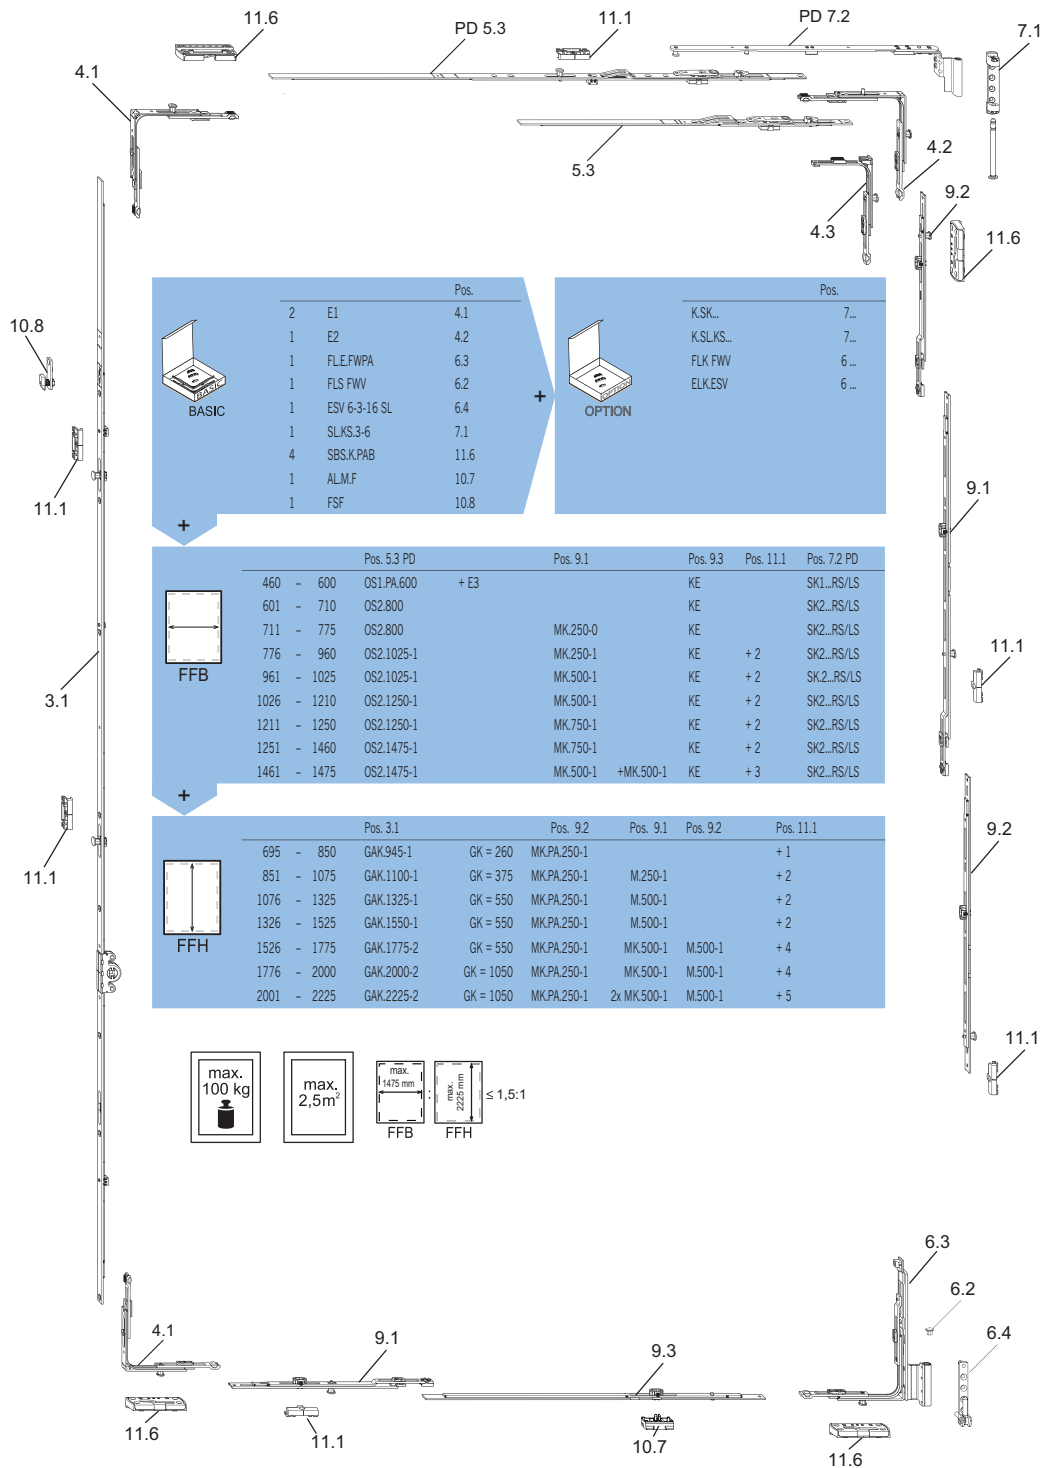 11.6
PD 5.3
11.1
PD 7.2
7.1
4.1
5.3
4.2
4.3
9.2
11.6
10.8
11.1
9.1
3.1
11.1
11.1
9.2
11.1
Pos.
2 E1 4.1
1 E2 4.2
1 FL.E.FWPA 6.3
1 FLS FWV 6.2
1 ESV 6-3-16 SL 6.4
1 SL.KS.3-6 7.1
4 SBS.K.PAB 11.6
1 AL.M.F 10.7
1 FSF 10.8
BASIC
BASIC
+
Pos.
K.SK... 7...
K.SL.KS... 7...
FLK FWV 6 ...
ELK.ESV 6 ...
OPTION
OPTION
+
Pos. 5.3 PD Pos. 9.1 Pos. 9.3 Pos. 11.1 Pos. 7.2 PD
460 – 600 OS1.PA.600 + E3 KE SK1...RS/LS
601 – 710 OS2.800 KE SK2...RS/LS
711 – 775 OS2.800 MK.250-0 KE SK2...RS/LS
776 – 960 OS2.1025-1 MK.250-1 KE + 2 SK2...RS/LS
961 – 1025 OS2.1025-1 MK.500-1 KE + 2 SK.2...RS/LS
1026 – 1210 OS2.1250-1 MK.500-1 KE + 2 SK2...RS/LS
1211 – 1250 OS2.1250-1 MK.750-1 KE + 2 SK2...RS/LS
1251 – 1460 OS2.1475-1 MK.750-1 KE + 2 SK2...RS/LS
1461 – 1475 OS2.1475-1 MK.500-1 +MK.500-1 KE + 3 SK2...RS/LS
FFB
+
Pos. 3.1 Pos. 9.2 Pos. 9.1 Pos. 9.2 Pos. 11.1
695 – 850 GAK.945-1 GK = 260 MK.PA.250-1 + 1
851 – 1075 GAK.1100-1 GK = 375 MK.PA.250-1 M.250-1 + 2
1076 – 1325 GAK.1325-1 GK = 550 MK.PA.250-1 M.500-1 + 2
1326 – 1525 GAK.1550-1 GK = 550 MK.PA.250-1 M.500-1 + 2
1526 – 1775 GAK.1775-2 GK = 550 MK.PA.250-1 MK.500-1 M.500-1 + 4
1776 – 2000 GAK.2000-2 GK = 1050 MK.PA.250-1 MK.500-1 M.500-1 + 4
2001 – 2225 GAK.2225-2 GK = 1050 MK.PA.250-1 2x MK.500-1 M.500-1 + 5
FFH
max.
100 kg
max.
2,5m²
max.
1475 mm
FFB
:
max.
2225 mm
FFH
≤ 1,5:1
6.3
6.2
6.4
4.1
9.1
9.3
11.6
11.1
10.7
11.6